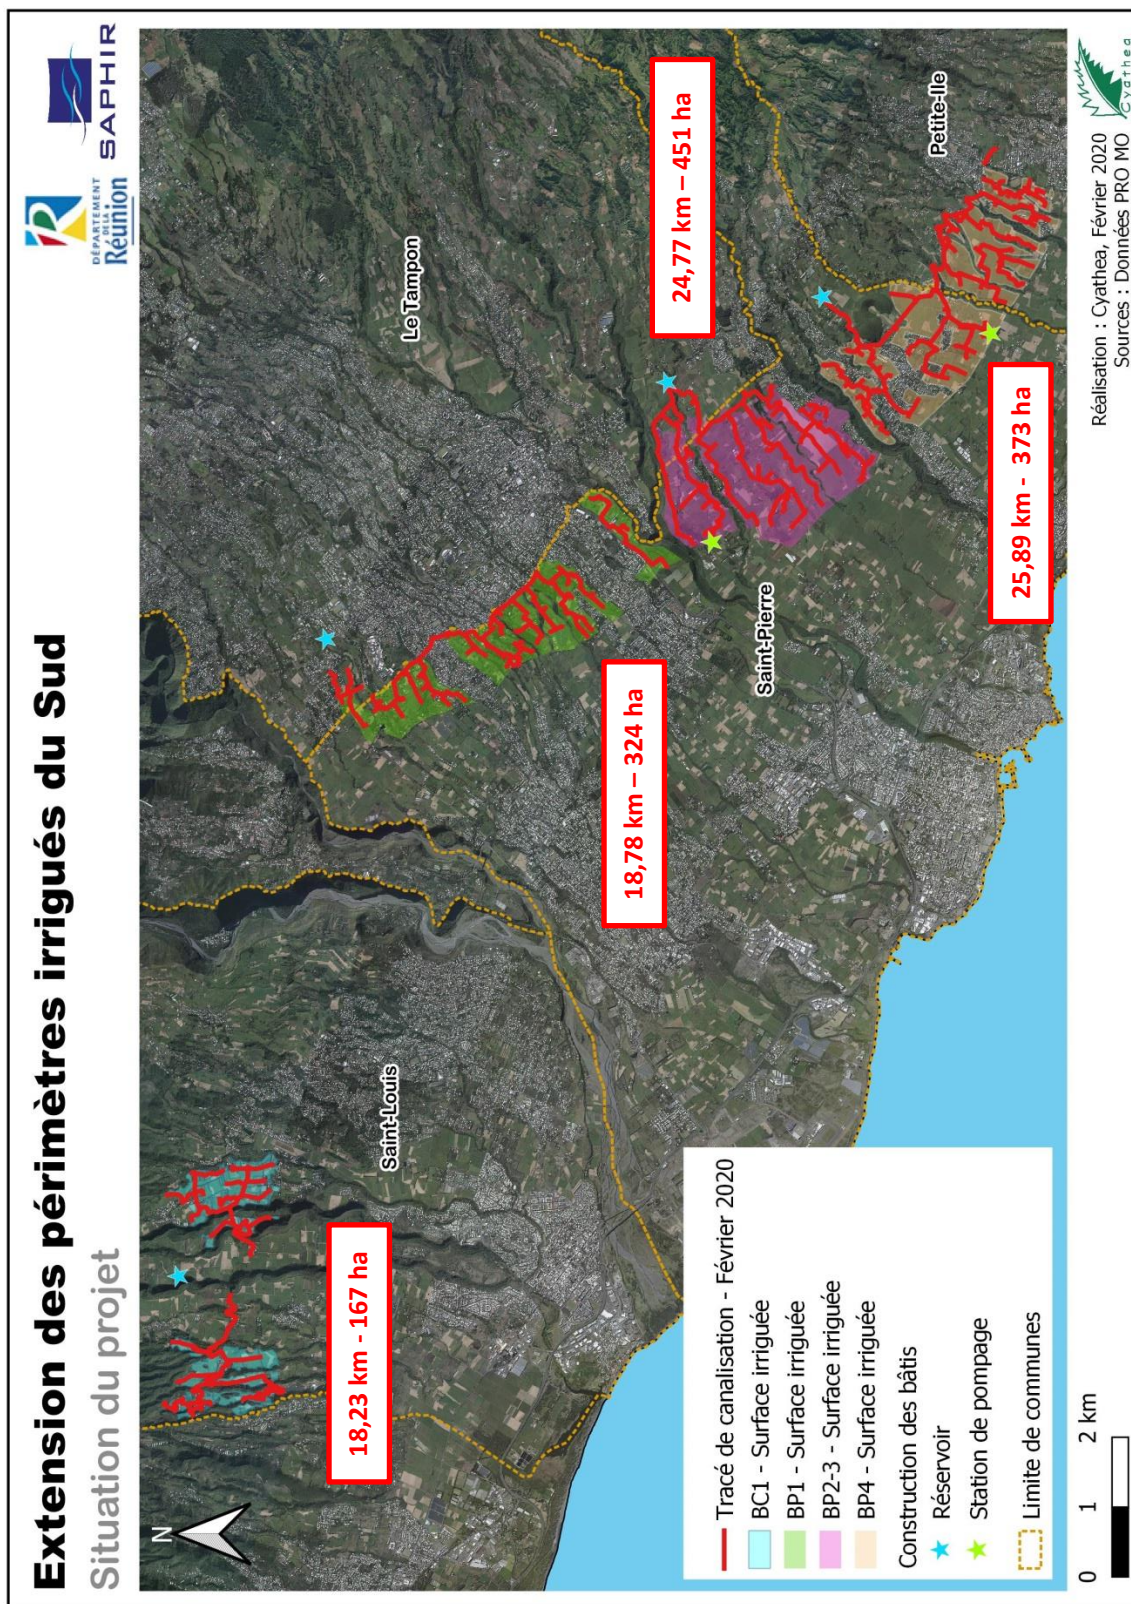 Extension des périmètres irrigués du Sud
Situation du projet
DÉPARTEMENT
DE LA
Réunion
SAPHIR
N
18,23 km - 167 ha
Saint-Louis
Le Tampon
24,77 km – 451 ha
18,78 km – 324 ha
Saint-Pierre
Petite-Ile
25,89 km - 373 ha
Tracé de canalisation - Février 2020
BC1 - Surface irriguée
BP1 - Surface irriguée
BP2-3 - Surface irriguée
BP4 - Surface irriguée
Construction des bâtis
Réservoir
Station de pompage
Limite de communes
0 1 2 km
Réalisation : Cyathea, Février 2020
Sources : Données PRO MO
Cyathea